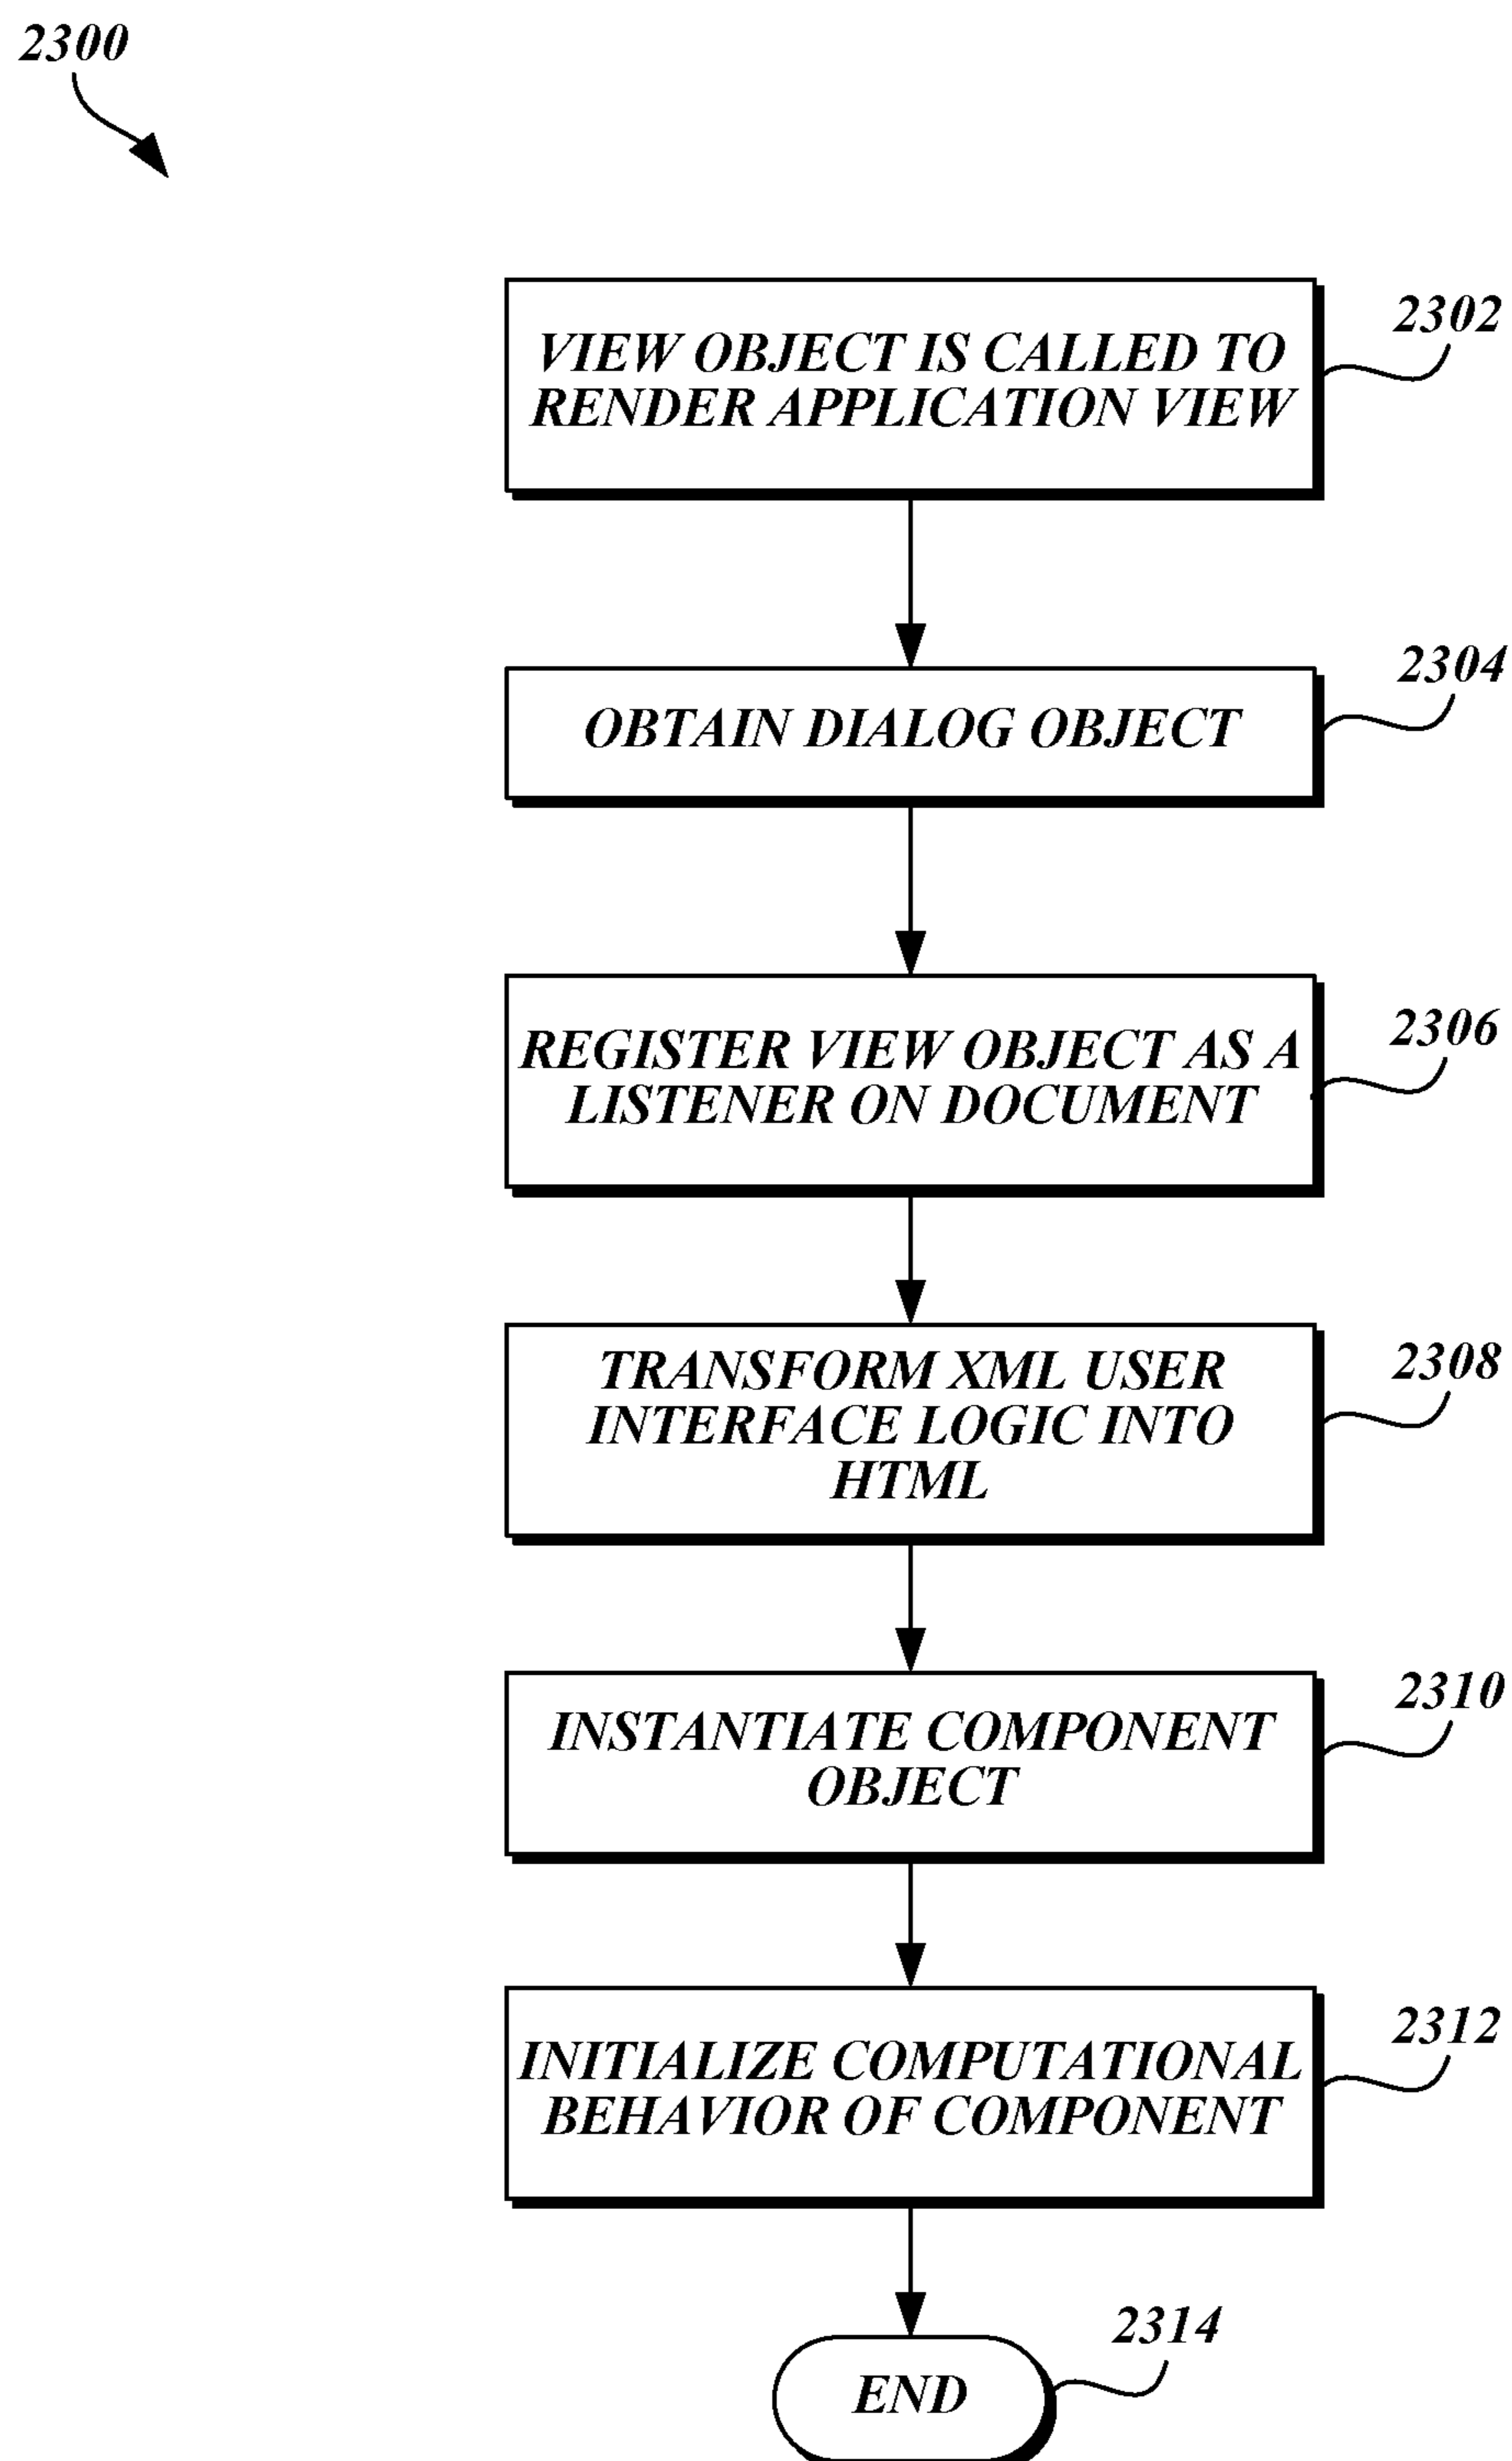 2300
VIEW OBJECT IS CALLED TO
RENDER APPLICATION VIEW
2302
OBTAIN DIALOG OBJECT
2304
REGISTER VIEW OBJECT AS A
LISTENER ON DOCUMENT
2306
TRANSFORM XML USER
INTERFACE LOGIC INTO
HTML
2308
INSTANTIATE COMPONENT
OBJECT
2310
INITIALIZE COMPUTATIONAL
BEHAVIOR OF COMPONENT
2312
END
2314